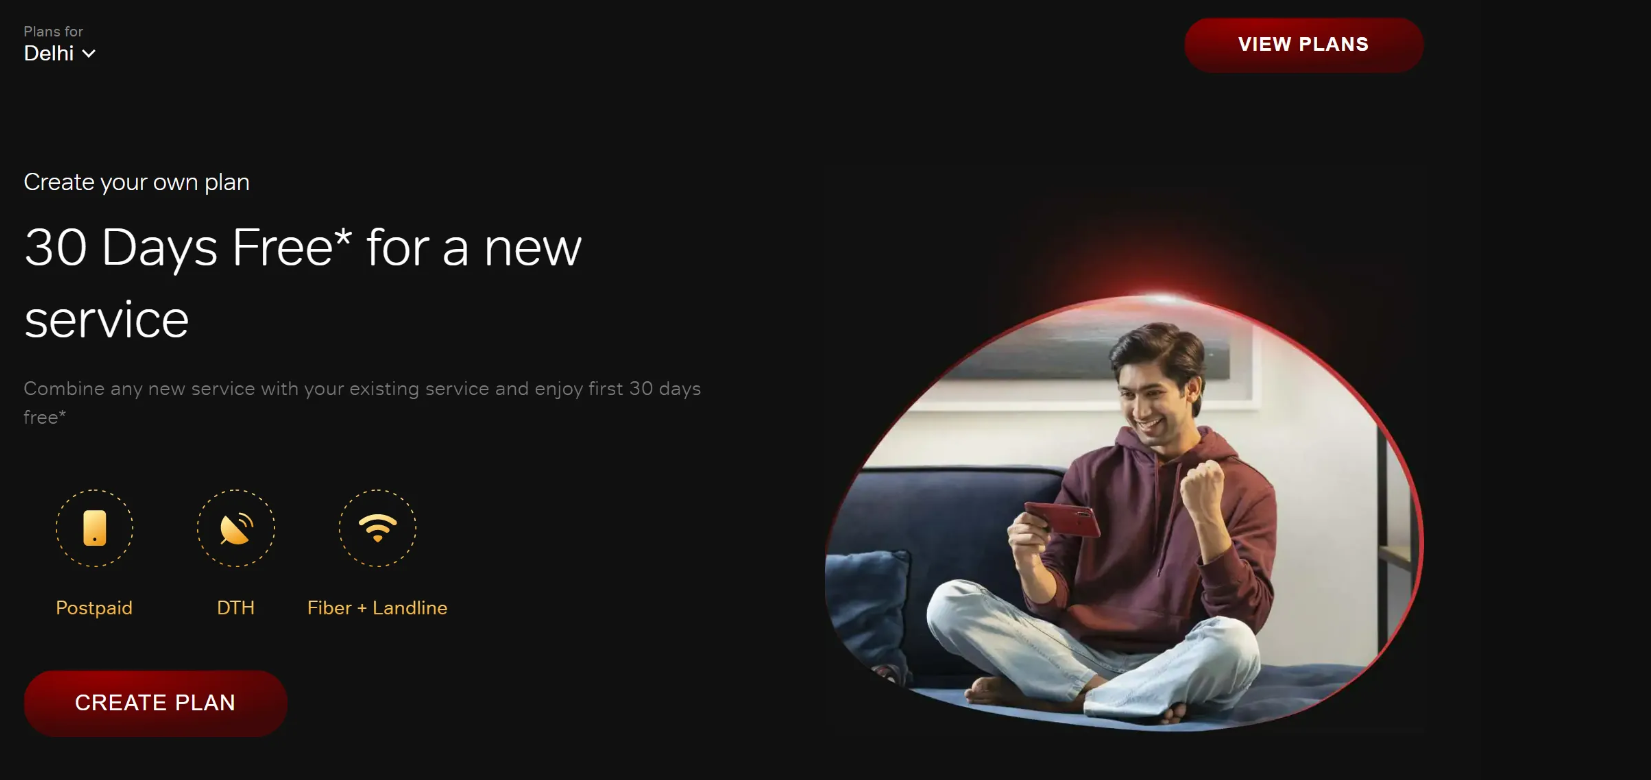 Plans for
Delhi
VIEW PLANS
Create your own plan
30 Days Free* for a new
service
Combine any new service with your existing service and enjoy first 30 days
free*
Postpaid
DTH
Fiber + Landline
CREATE PLAN